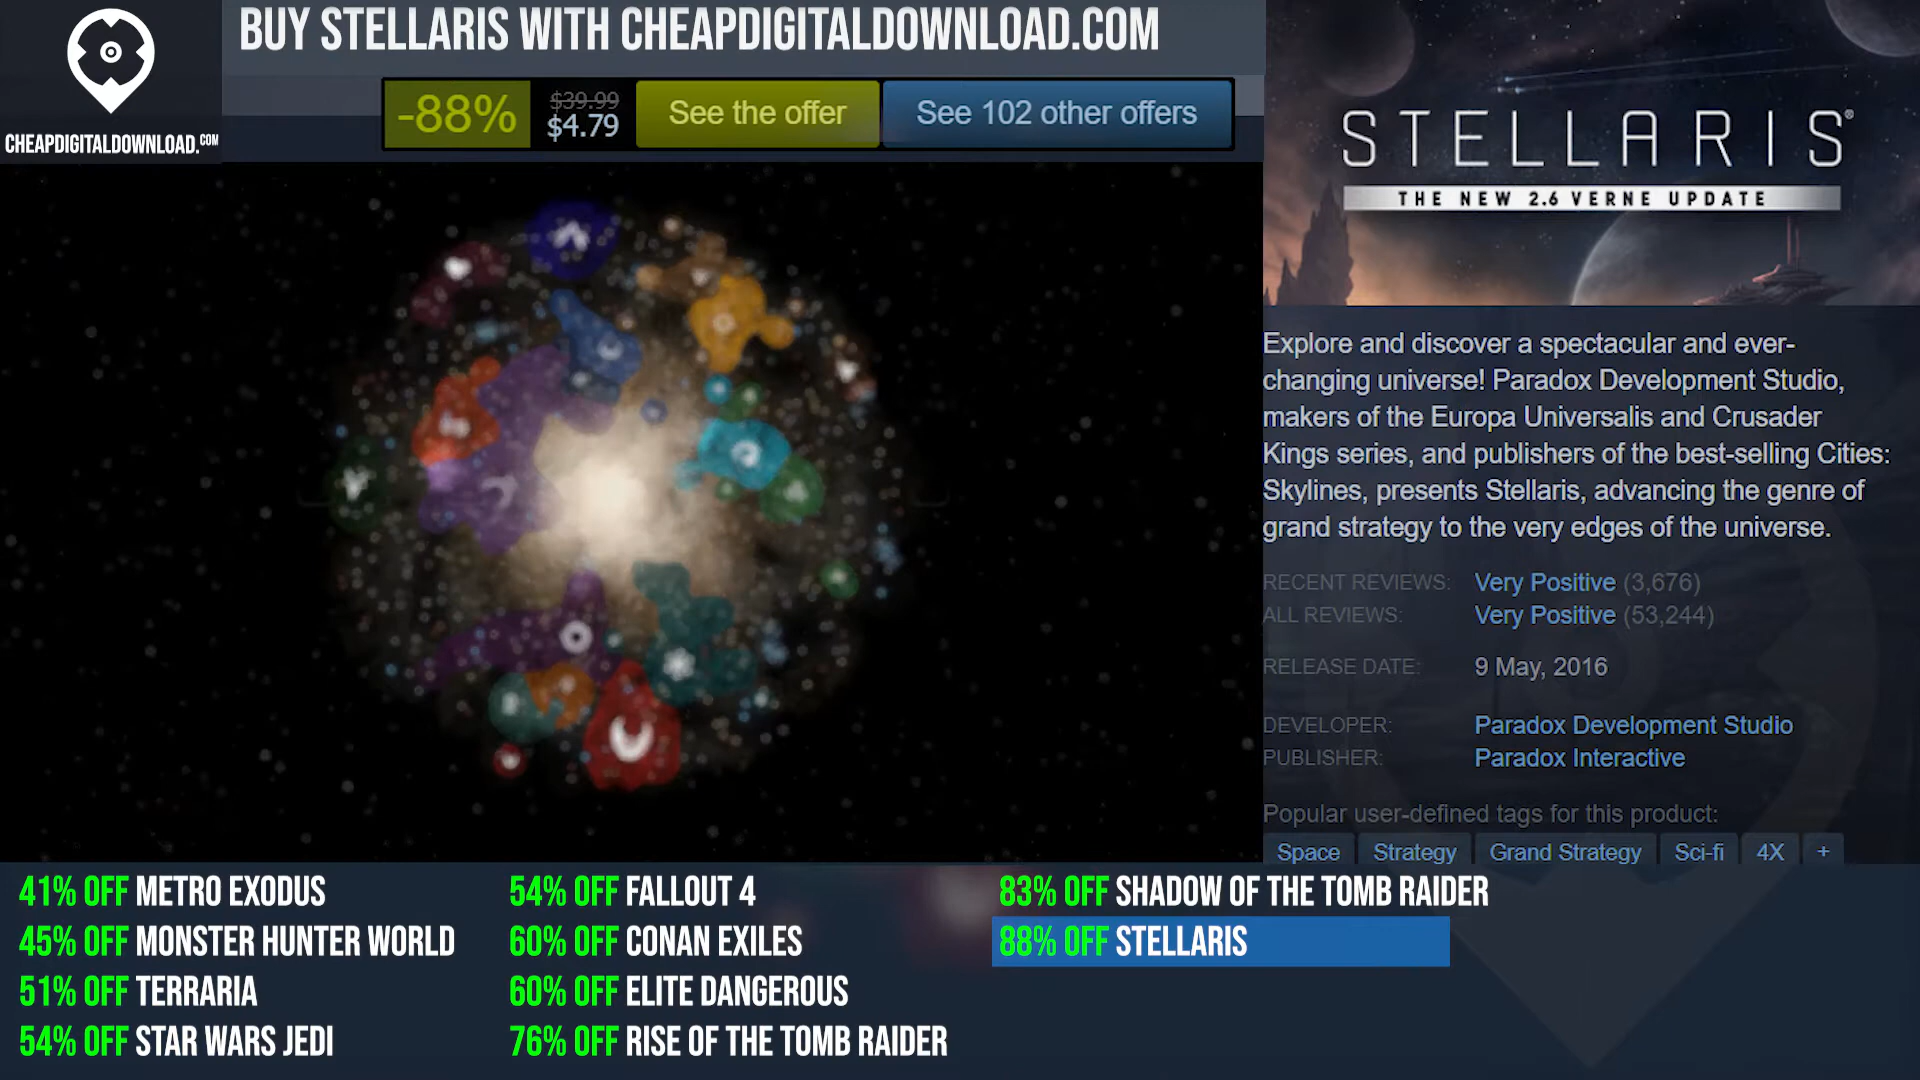 BUY STELLARIS WITH CHEAPDIGITALDOWNLOAD.COM
CHEAPDIGITALDOWNLOAD.COM
-88%
$39.99
$4.79
See the offer
See 102 other offers
STELLARIS®
THE NEW 2.6 VERNE UPDATE
Explore and discover a spectacular and ever-
changing universe! Paradox Development Studio,
makers of the Europa Universalis and Crusader
Kings series, and publishers of the best-selling Cities:
Skylines, presents Stellaris, advancing the genre of
grand strategy to the very edges of the universe.
RECENT REVIEWS: Very Positive (3,676)
ALL REVIEWS: Very Positive (53,244)
RELEASE DATE: 9 May, 2016
DEVELOPER: Paradox Development Studio
PUBLISHER: Paradox Interactive
Popular user-defined tags for this product:
Space Strategy Grand Strategy Sci-fi 4X +
41% OFF METRO EXODUS
45% OFF MONSTER HUNTER WORLD
51% OFF TERRARIA
54% OFF STAR WARS JEDI
54% OFF FALLOUT 4
60% OFF CONAN EXILES
60% OFF ELITE DANGEROUS
76% OFF RISE OF THE TOMB RAIDER
83% OFF SHADOW OF THE TOMB RAIDER
88% OFF STELLARIS